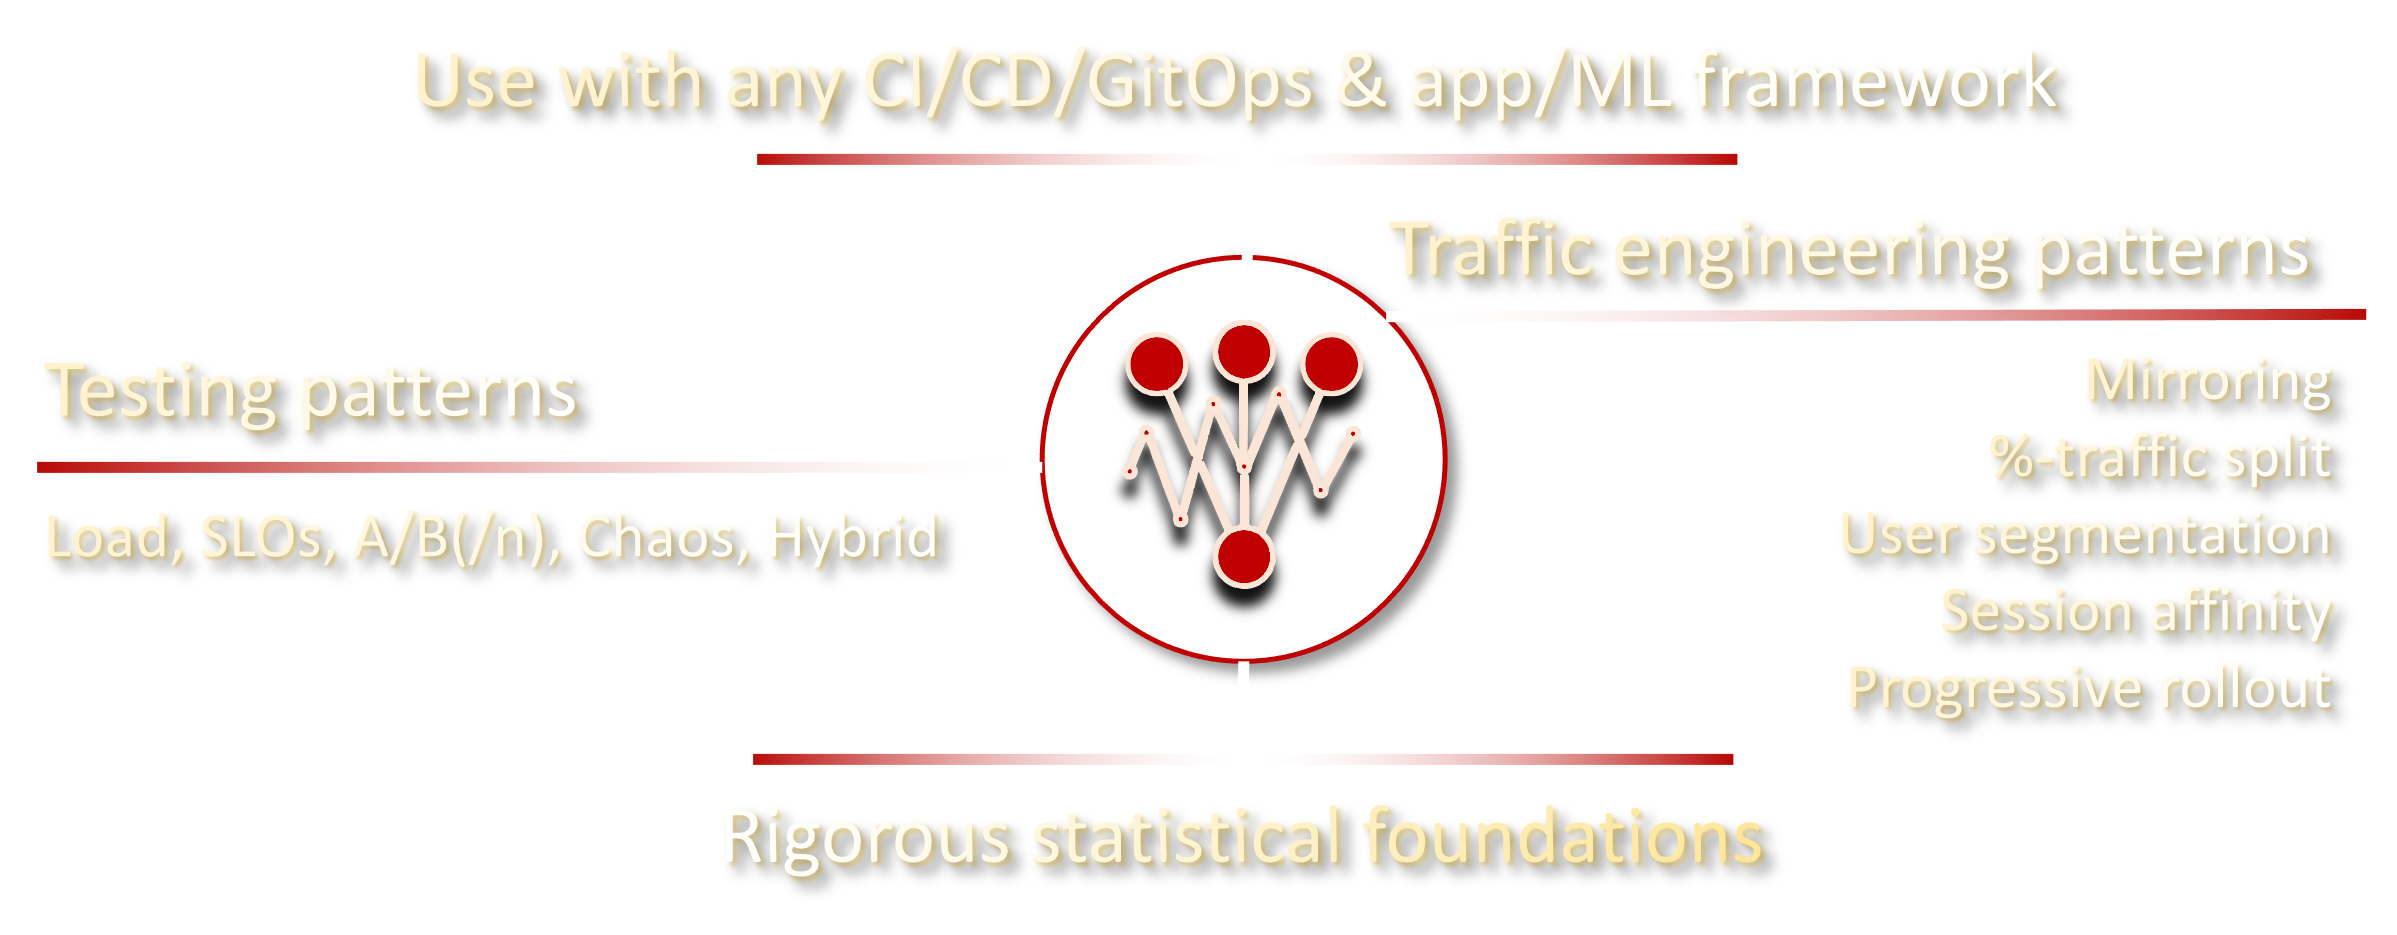 Use with any CI/CD/GitOps & app/ML framework
Traffic engineering patterns
Mirroring
%-traffic split
User segmentation
Session affinity
Progressive rollout
Testing patterns
Load, SLOs, A/B(/n), Chaos, Hybrid
Rigorous statistical foundations